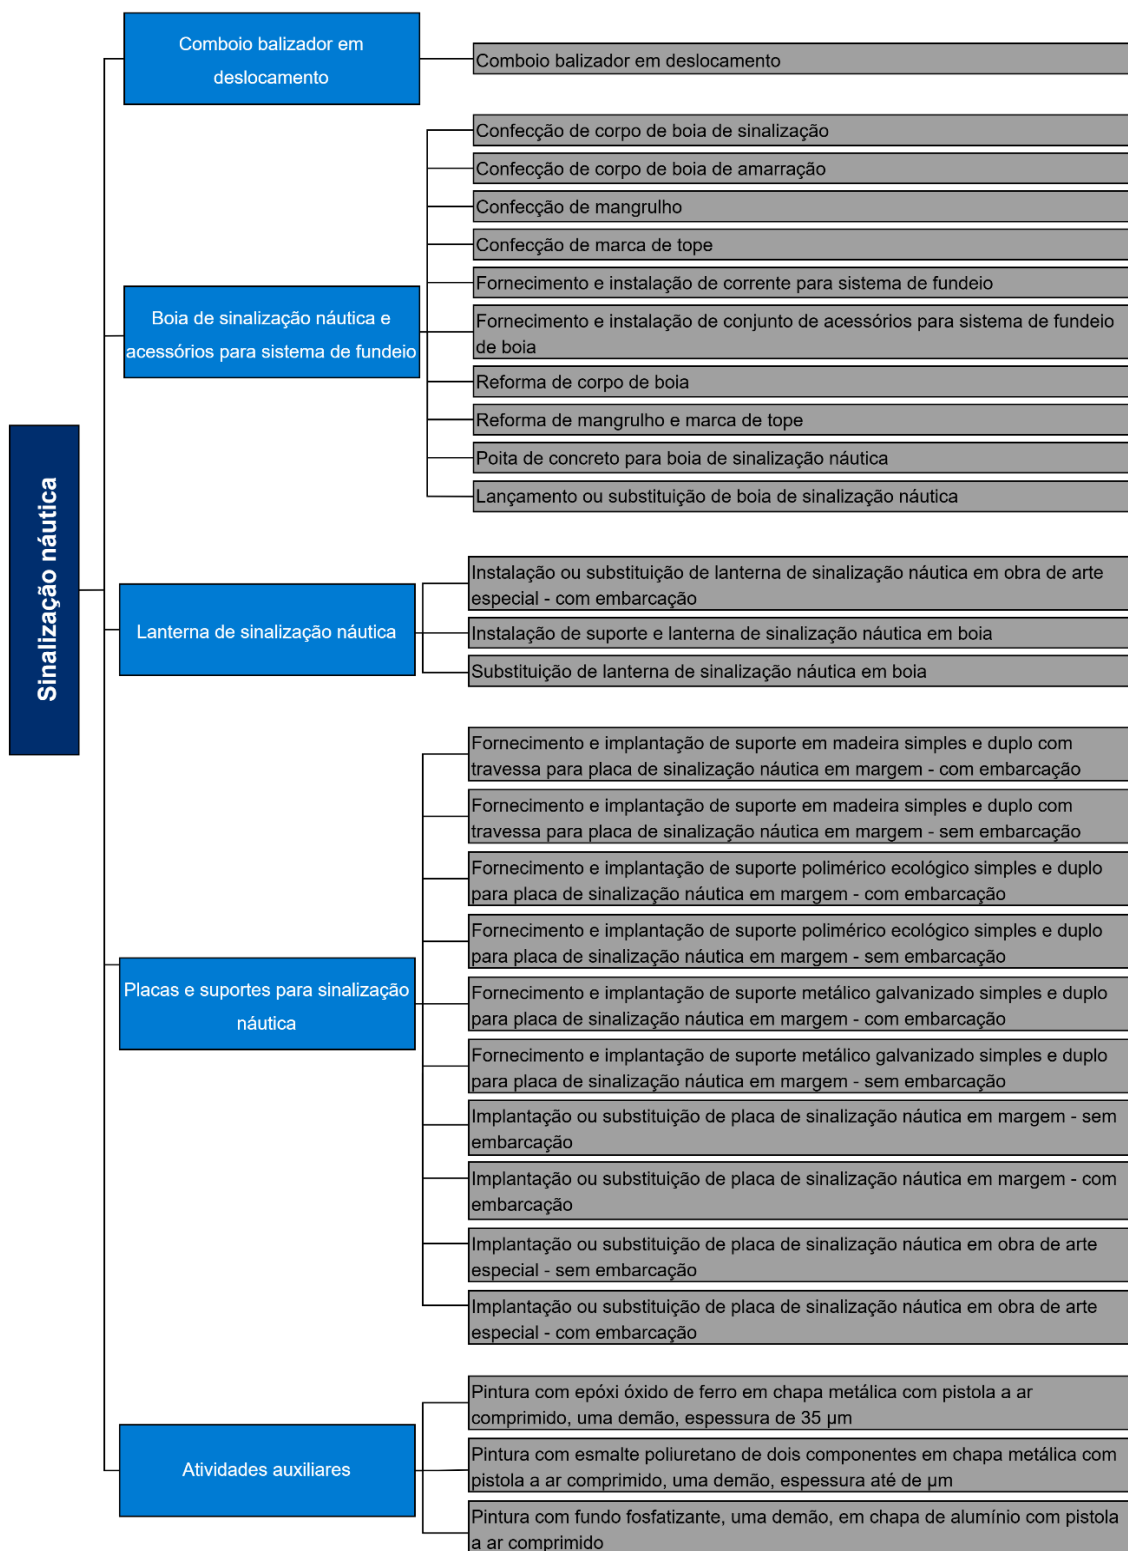 Sinalização náutica
Comboio balizador em
deslocamento
Comboio balizador em deslocamento
Boia de sinalização náutica e
acessórios para sistema de fundeio
Confecção de corpo de boia de sinalização
Confecção de corpo de boia de amarração
Confecção de mangrulho
Confecção de marca de tope
Fornecimento e instalação de corrente para sistema de fundeio
Fornecimento e instalação de conjunto de acessórios para sistema de fundeio
de boia
Reforma de corpo de boia
Reforma de mangrulho e marca de tope
Poita de concreto para boia de sinalização náutica
Lançamento ou substituição de boia de sinalização náutica
Lanterna de sinalização náutica
Instalação ou substituição de lanterna de sinalização náutica em obra de arte
especial - com embarcação
Instalação de suporte e lanterna de sinalização náutica em boia
Substituição de lanterna de sinalização náutica em boia
Placas e suportes para sinalização
náutica
Fornecimento e implantação de suporte em madeira simples e duplo com
travessa para placa de sinalização náutica em margem - com embarcação
Fornecimento e implantação de suporte em madeira simples e duplo com
travessa para placa de sinalização náutica em margem - sem embarcação
Fornecimento e implantação de suporte polimérico ecológico simples e duplo
para placa de sinalização náutica em margem - com embarcação
Fornecimento e implantação de suporte polimérico ecológico simples e duplo
para placa de sinalização náutica em margem - sem embarcação
Fornecimento e implantação de suporte metálico galvanizado simples e duplo
para placa de sinalização náutica em margem - com embarcação
Fornecimento e implantação de suporte metálico galvanizado simples e duplo
para placa de sinalização náutica em margem - sem embarcação
Implantação ou substituição de placa de sinalização náutica em margem - sem
embarcação
Implantação ou substituição de placa de sinalização náutica em margem - com
embarcação
Implantação ou substituição de placa de sinalização náutica em obra de arte
especial - sem embarcação
Implantação ou substituição de placa de sinalização náutica em obra de arte
especial - com embarcação
Atividades auxiliares
Pintura com epóxi óxido de ferro em chapa metálica com pistola a ar
comprimido, uma demão, espessura de 35 µm
Pintura com esmalte poliuretano de dois componentes em chapa metálica com
pistola a ar comprimido, uma demão, espessura até de µm
Pintura com fundo fosfatizante, uma demão, em chapa de alumínio com pistola
a ar comprimido